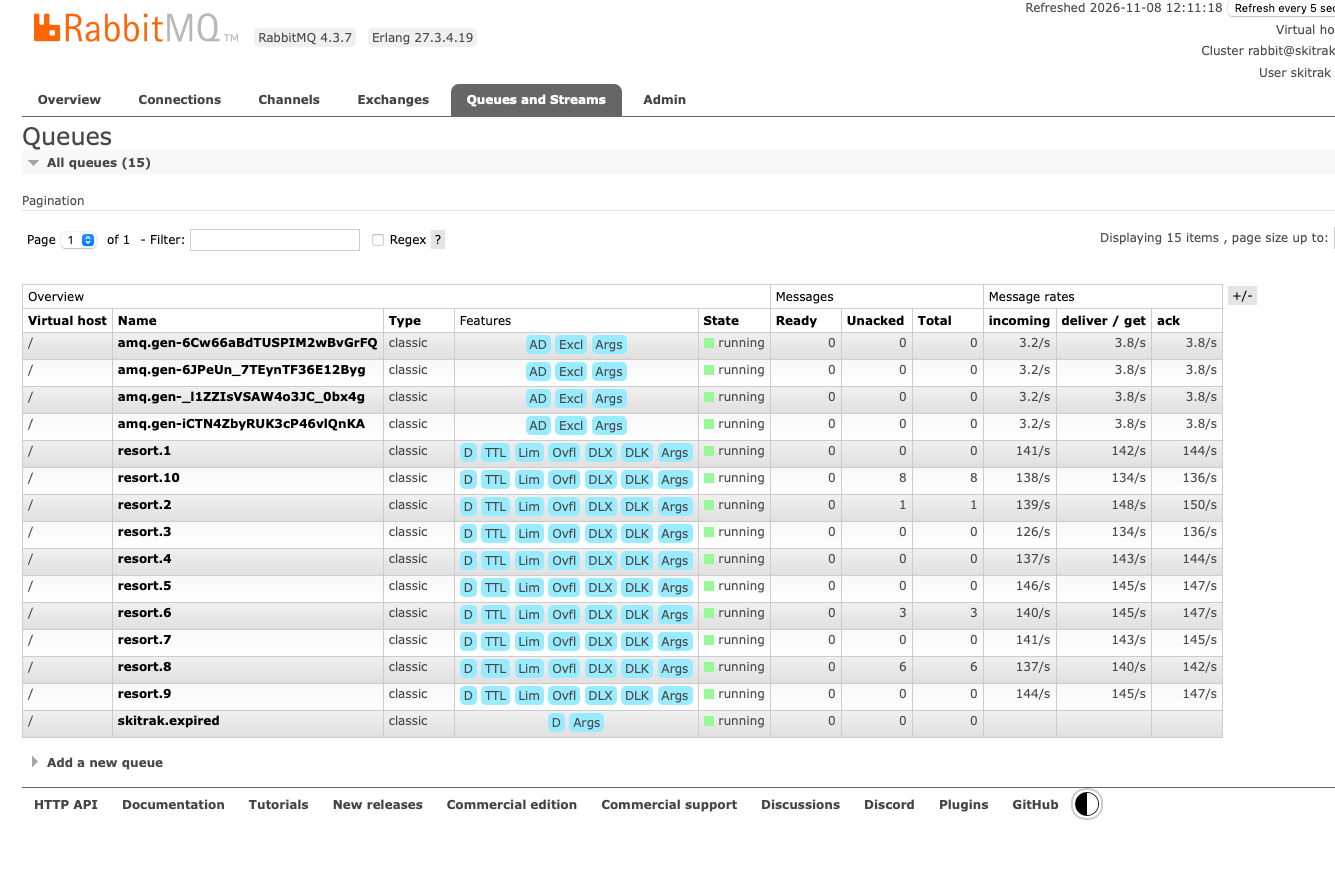 Refreshed 2026-11-08 12:11:18 Refresh every 5 sec
RabbitMQ TM RabbitMQ 4.3.7 Erlang 27.3.4.19
Virtual ho
Cluster rabbit@skitrak
User skitrak
Overview Connections Channels Exchanges Queues and Streams Admin
Queues
All queues (15)
Pagination
Page 1 of 1 - Filter: Regex ? Displaying 15 items , page size up to:
Overview Messages Message rates +/-
Virtual host Name Type Features State Ready Unacked Total incoming deliver / get ack
/ amq.gen-6Cw66aBdTUSPIM2wBvGrFQ classic AD Excl Args running 0 0 0 3.2/s 3.8/s 3.8/s
/ amq.gen-6JPeUn_7TEynTF36E12Byg classic AD Excl Args running 0 0 0 3.2/s 3.8/s 3.8/s
/ amq.gen-_l1ZZIsVSAW4o3JC_0bx4g classic AD Excl Args running 0 0 0 3.2/s 3.8/s 3.8/s
/ amq.gen-iCTN4ZbyRUK3cP46vlQnKA classic AD Excl Args running 0 0 0 3.2/s 3.8/s 3.8/s
/ resort.1 classic D TTL Lim Ovfl DLX DLK Args running 0 0 0 141/s 142/s 144/s
/ resort.10 classic D TTL Lim Ovfl DLX DLK Args running 0 8 8 138/s 134/s 136/s
/ resort.2 classic D TTL Lim Ovfl DLX DLK Args running 0 1 1 139/s 148/s 150/s
/ resort.3 classic D TTL Lim Ovfl DLX DLK Args running 0 0 0 126/s 134/s 136/s
/ resort.4 classic D TTL Lim Ovfl DLX DLK Args running 0 0 0 137/s 143/s 144/s
/ resort.5 classic D TTL Lim Ovfl DLX DLK Args running 0 0 0 146/s 145/s 147/s
/ resort.6 classic D TTL Lim Ovfl DLX DLK Args running 0 3 3 140/s 145/s 147/s
/ resort.7 classic D TTL Lim Ovfl DLX DLK Args running 0 0 0 141/s 143/s 145/s
/ resort.8 classic D TTL Lim Ovfl DLX DLK Args running 0 6 6 137/s 140/s 142/s
/ resort.9 classic D TTL Lim Ovfl DLX DLK Args running 0 0 0 144/s 145/s 147/s
/ skitrak.expired classic D Args running 0 0 0
Add a new queue
HTTP API Documentation Tutorials New releases Commercial edition Commercial support Discussions Discord Plugins GitHub